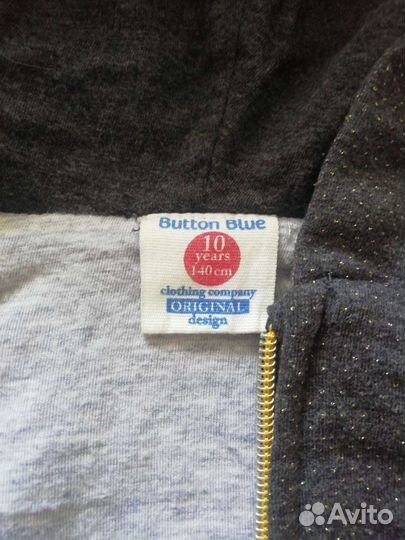 Button Blue
10
years
140 cm
clothing company
ORIGINAL
design
Avito